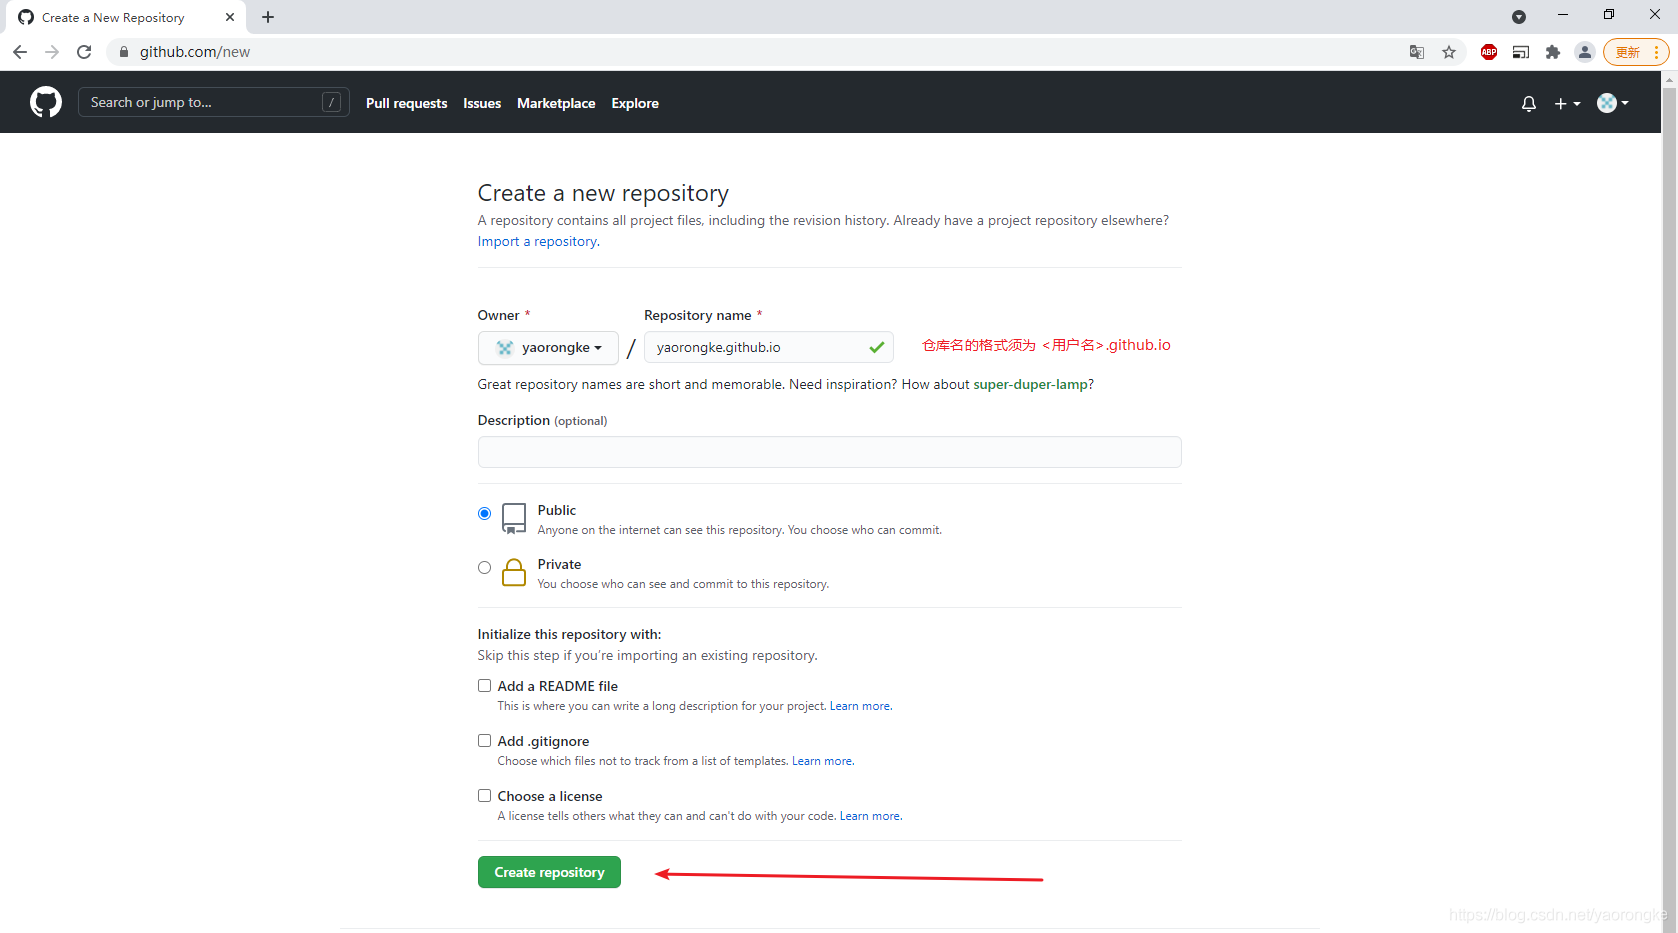 Create a New Repository
github.com/new
ABP
更新
Search or jump to... /
Pull requests Issues Marketplace Explore
Create a new repository
A repository contains all project files, including the revision history. Already have a project repository elsewhere?
Import a repository.
Owner * Repository name *
yaorongke / yaorongke.github.io 仓库名的格式须为 <用户名>.github.io
Great repository names are short and memorable. Need inspiration? How about super-duper-lamp?
Description (optional)
Public
Anyone on the internet can see this repository. You choose who can commit.
Private
You choose who can see and commit to this repository.
Initialize this repository with:
Skip this step if you're importing an existing repository.
Add a README file
This is where you can write a long description for your project. Learn more.
Add .gitignore
Choose which files not to track from a list of templates. Learn more.
Choose a license
A license tells others what they can and can't do with your code. Learn more.
Create repository
https://blog.csdn.net/yaorongke